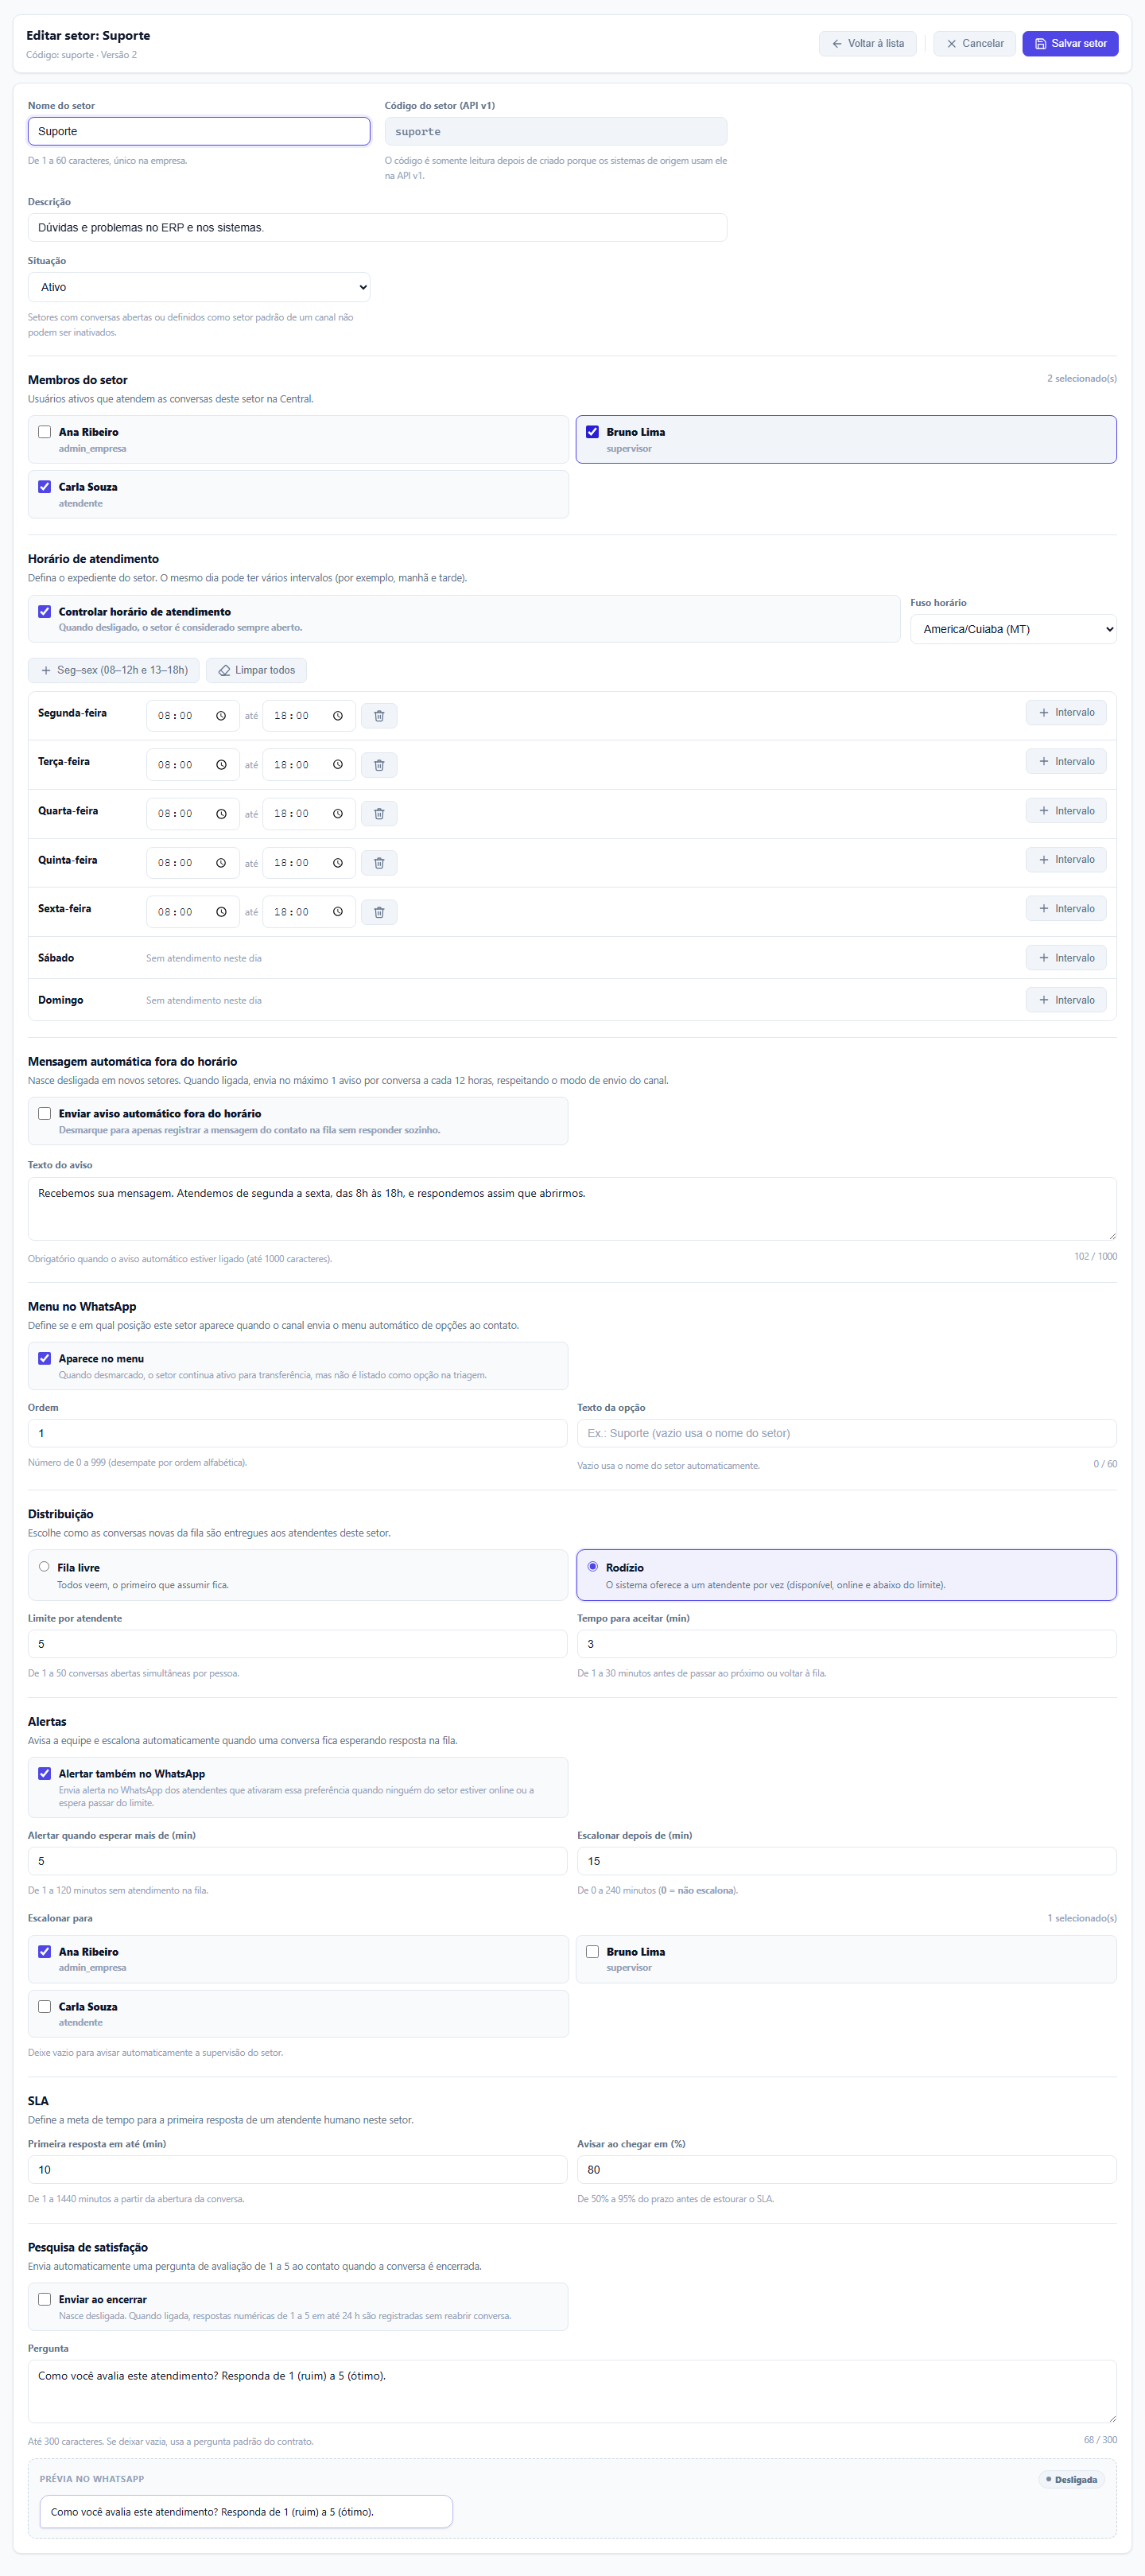 Editar setor: Suporte
Código: suporte · Versão 2
Voltar à lista
Cancelar
Salvar setor
Nome do setor
Código do setor (API v1)
Suporte
suporte
De 1 a 60 caracteres, único na empresa.
O código é somente leitura depois de criado porque os sistemas de origem usam ele
na API v1.
Descrição
Dúvidas e problemas no ERP e nos sistemas.
Situação
Ativo
Setores com conversas abertas ou definidos como setor padrão de um canal não
podem ser inativados.
Membros do setor
2 selecionado(s)
Usuários ativos que atendem as conversas deste setor na Central.
Ana Ribeiro
admin_empresa
Bruno Lima
supervisor
Carla Souza
atendente
Horário de atendimento
Defina o expediente do setor. O mesmo dia pode ter vários intervalos (por exemplo, manhã e tarde).
Controlar horário de atendimento
Quando desligado, o setor é considerado sempre aberto.
Fuso horário
America/Cuiaba (MT)
Seg–sex (08–12h e 13–18h)
Limpar todos
Segunda-feira 08:00 até 18:00 Intervalo
Terça-feira 08:00 até 18:00 Intervalo
Quarta-feira 08:00 até 18:00 Intervalo
Quinta-feira 08:00 até 18:00 Intervalo
Sexta-feira 08:00 até 18:00 Intervalo
Sábado Sem atendimento neste dia Intervalo
Domingo Sem atendimento neste dia Intervalo
Mensagem automática fora do horário
Nasce desligada em novos setores. Quando ligada, envia no máximo 1 aviso por conversa a cada 12 horas, respeitando o modo de envio do canal.
Enviar aviso automático fora do horário
Desmarque para apenas registrar a mensagem do contato na fila sem responder sozinho.
Texto do aviso
Recebemos sua mensagem. Atendemos de segunda a sexta, das 8h às 18h, e respondemos assim que abrirmos.
Obrigatório quando o aviso automático estiver ligado (até 1000 caracteres).
102 / 1000
Menu no WhatsApp
Define se e em qual posição este setor aparece quando o canal envia o menu automático de opções ao contato.
Aparece no menu
Quando desmarcado, o setor continua ativo para transferência, mas não é listado como opção na triagem.
Ordem
Texto da opção
1
Ex.: Suporte (vazio usa o nome do setor)
Número de 0 a 999 (desempate por ordem alfabética).
Vazio usa o nome do setor automaticamente.
0 / 60
Distribuição
Escolhe como as conversas novas da fila são entregues aos atendentes deste setor.
Fila livre
Todos veem, o primeiro que assumir fica.
Rodízio
O sistema oferece a um atendente por vez (disponível, online e abaixo do limite).
Limite por atendente
Tempo para aceitar (min)
5
3
De 1 a 50 conversas abertas simultâneas por pessoa.
De 1 a 30 minutos antes de passar ao próximo ou voltar à fila.
Alertas
Avisa a equipe e escalona automaticamente quando uma conversa fica esperando resposta na fila.
Alertar também no WhatsApp
Envia alerta no WhatsApp dos atendentes que ativaram essa preferência quando ninguém do setor estiver online ou a
espera passar do limite.
Alertar quando esperar mais de (min)
Escalonar depois de (min)
5
15
De 1 a 120 minutos sem atendimento na fila.
De 0 a 240 minutos (0 = não escalona).
Escalonar para
1 selecionado(s)
Ana Ribeiro
admin_empresa
Bruno Lima
supervisor
Carla Souza
atendente
Deixe vazio para avisar automaticamente a supervisão do setor.
SLA
Define a meta de tempo para a primeira resposta de um atendente humano neste setor.
Primeira resposta em até (min)
Avisar ao chegar em (%)
10
80
De 1 a 1440 minutos a partir da abertura da conversa.
De 50% a 95% do prazo antes de estourar o SLA.
Pesquisa de satisfação
Envia automaticamente uma pergunta de avaliação de 1 a 5 ao contato quando a conversa é encerrada.
Enviar ao encerrar
Nasce desligada. Quando ligada, respostas numéricas de 1 a 5 em até 24 h são registradas sem reabrir conversa.
Pergunta
Como você avalia este atendimento? Responda de 1 (ruim) a 5 (ótimo).
Até 300 caracteres. Se deixar vazia, usa a pergunta padrão do contrato.
68 / 300
PRÉVIA NO WHATSAPP
Desligada
Como você avalia este atendimento? Responda de 1 (ruim) a 5 (ótimo).